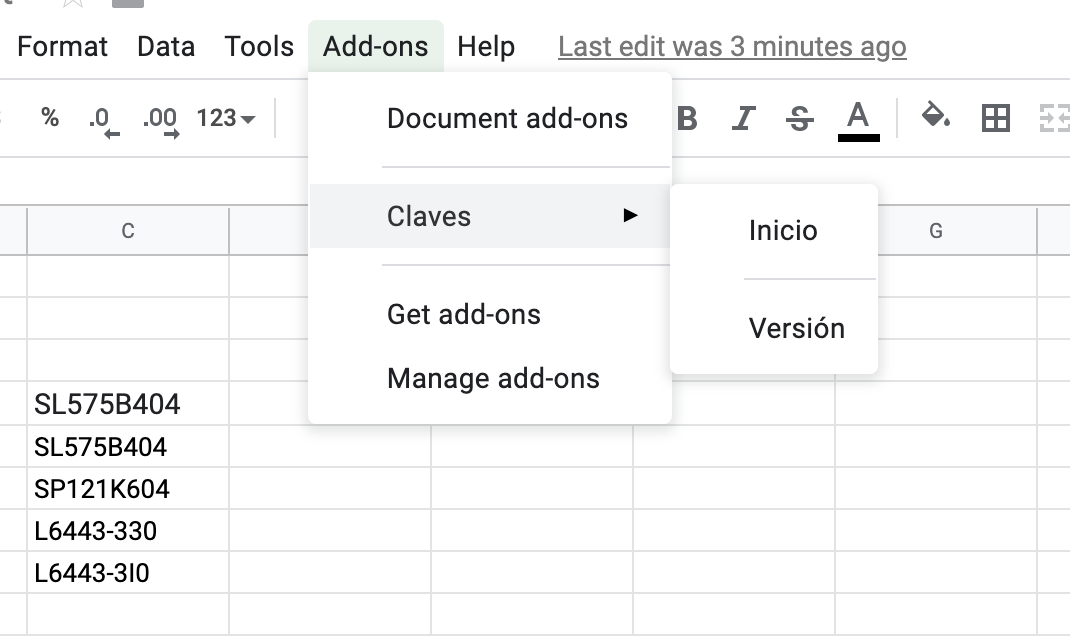 Format Data Tools Add-ons Help Last edit was 3 minutes ago
% .0 .00 123 B I S A
Document add-ons
Claves
Inicio
C G
Get add-ons
Versión
Manage add-ons
SL575B404
SL575B404
SP121K604
L6443-330
L6443-3I0